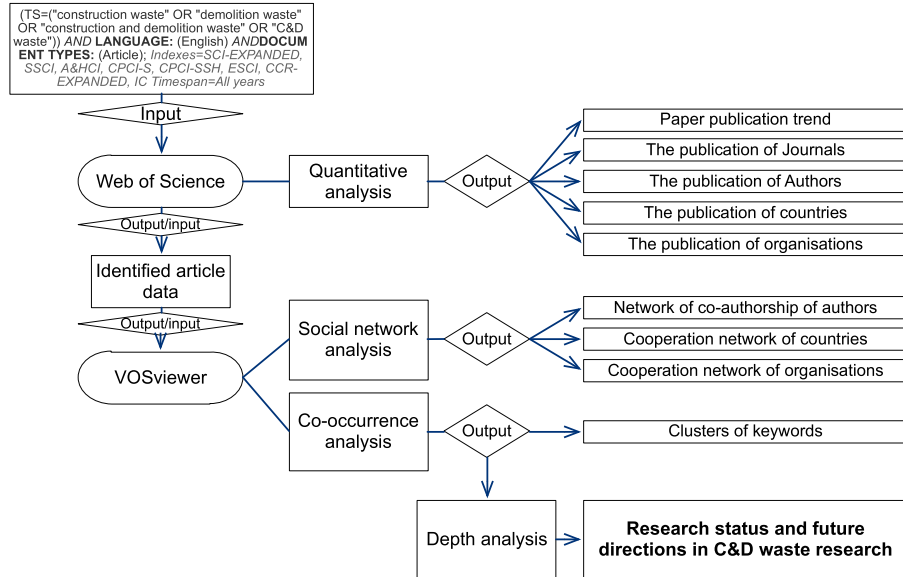 (TS=("construction waste" OR "demolition waste"
OR "construction and demolition waste" OR "C&D
waste")) AND LANGUAGE: (English) ANDDOCUM
ENT TYPES: (Article); Indexes=SCI-EXPANDED,
SSCI, A&HCI, CPCI-S, CPCI-SSH, ESCI, CCR-
EXPANDED, IC Timespan=All years
Input
Web of Science
Quantitative
analysis
Output
Paper publication trend
The publication of Journals
The publication of Authors
The publication of countries
The publication of organisations
Output/input
Identified article
data
Output/input
VOSviewer
Social network
analysis
Output
Network of co-authorship of authors
Cooperation network of countries
Cooperation network of organisations
Co-occurrence
analysis
Output
Clusters of keywords
Depth analysis
Research status and future
directions in C&D waste research